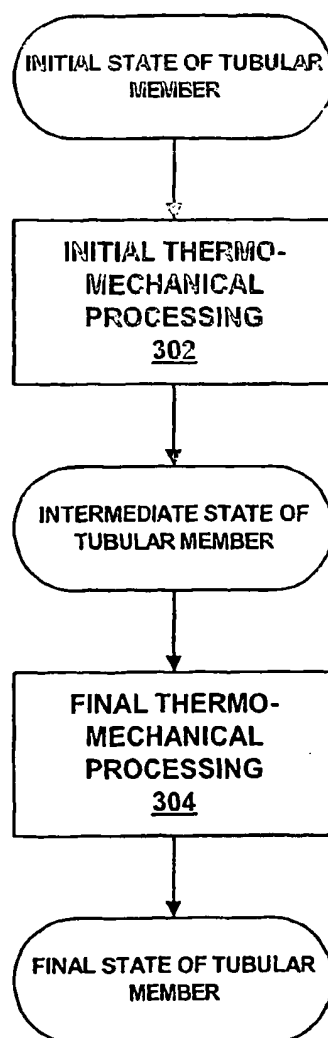 INITIAL STATE OF TUBULAR
MEMBER
INITIAL THERMO-
MECHANICAL
PROCESSING
302
INTERMEDIATE STATE OF
TUBULAR MEMBER
FINAL THERMO-
MECHANICAL
PROCESSING
304
FINAL STATE OF TUBULAR
MEMBER